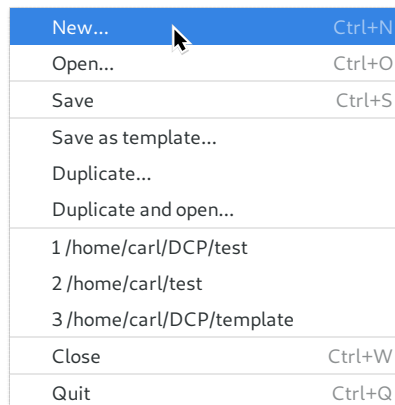 New... Ctrl+N
Open... Ctrl+O
Save Ctrl+S
Save as template...
Duplicate...
Duplicate and open...
1 /home/carl/DCP/test
2 /home/carl/test
3 /home/carl/DCP/template
Close Ctrl+W
Quit Ctrl+Q